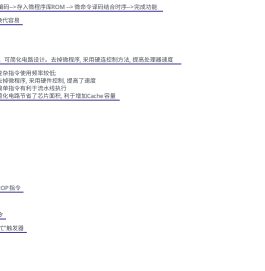 编码-->存入微程序库ROM --> 微命令译码结合时序-->完成功能
换代容易
, 可简化电路设计。去掉微程序, 采用硬连控制方法, 提高处理器速度
复杂指令使用频率较低;
去掉微程序, 采用硬件控制, 提高了速度
简单指令有利于流水线执行
简化电路节省了芯片面积, 利于增加Cache容量
OP指令
令
忙"触发器